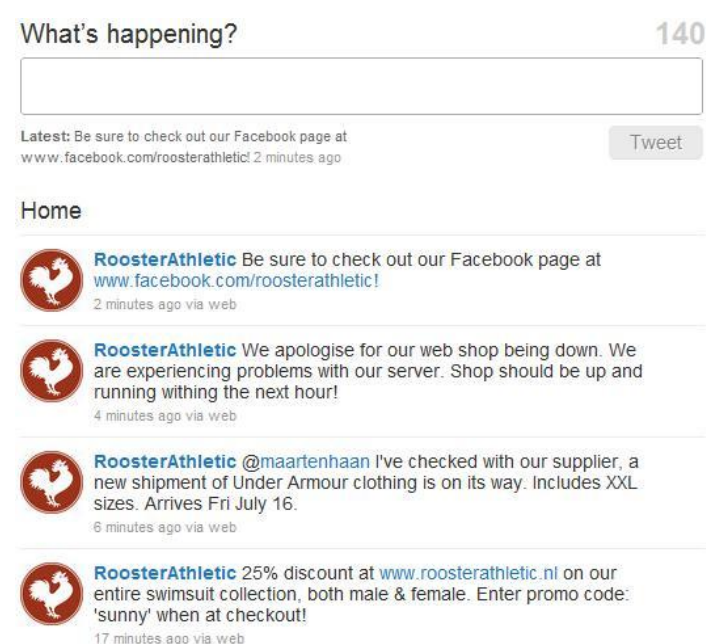 What's happening?
140
Latest: Be sure to check out our Facebook page at
www.facebook.com/roosterathletic! 2 minutes ago
Tweet
Home
RoosterAthletic Be sure to check out our Facebook page at
www.facebook.com/roosterathletic!
2 minutes ago via web
RoosterAthletic We apologise for our web shop being down. We
are experiencing problems with our server. Shop should be up and
running withing the next hour!
4 minutes ago via web
RoosterAthletic @maartenhaan I've checked with our supplier, a
new shipment of Under Armour clothing is on its way. Includes XXL
sizes. Arrives Fri July 16.
6 minutes ago via web
RoosterAthletic 25% discount at www.roosterathletic.nl on our
entire swimsuit collection, both male & female. Enter promo code:
'sunny' when at checkout!
17 minutes ago via web